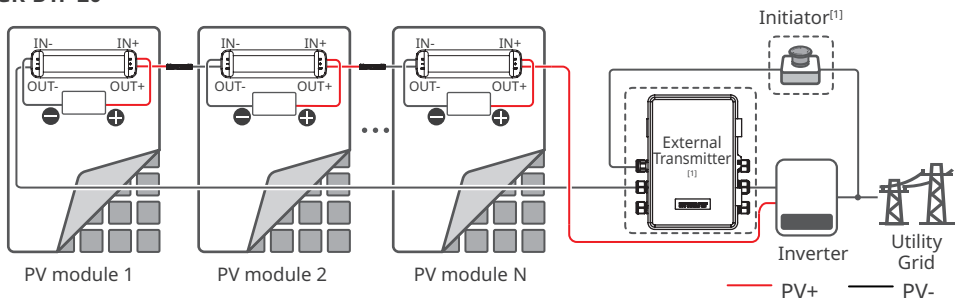 Initiator[1]
IN- IN+ IN- IN+ IN- IN+
OUT- OUT+ OUT- OUT+ OUT- OUT+
External
Transmitter
[1]
PV module 1 PV module 2 PV module N
Inverter
Utility
Grid
PV+ PV-